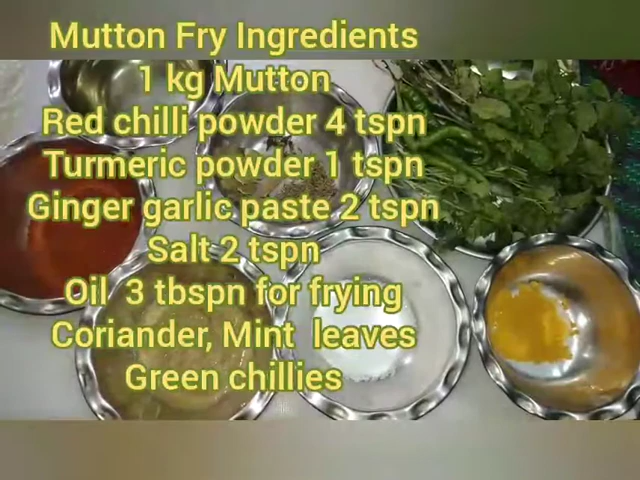 Mutton Fry Ingredients
1 kg Mutton
Red chilli powder 4 tspn
Turmeric powder 1 tspn
Ginger garlic paste 2 tspn
Salt 2 tspn
Oil 3 tbspn for frying
Coriander, Mint leaves
Green chillies